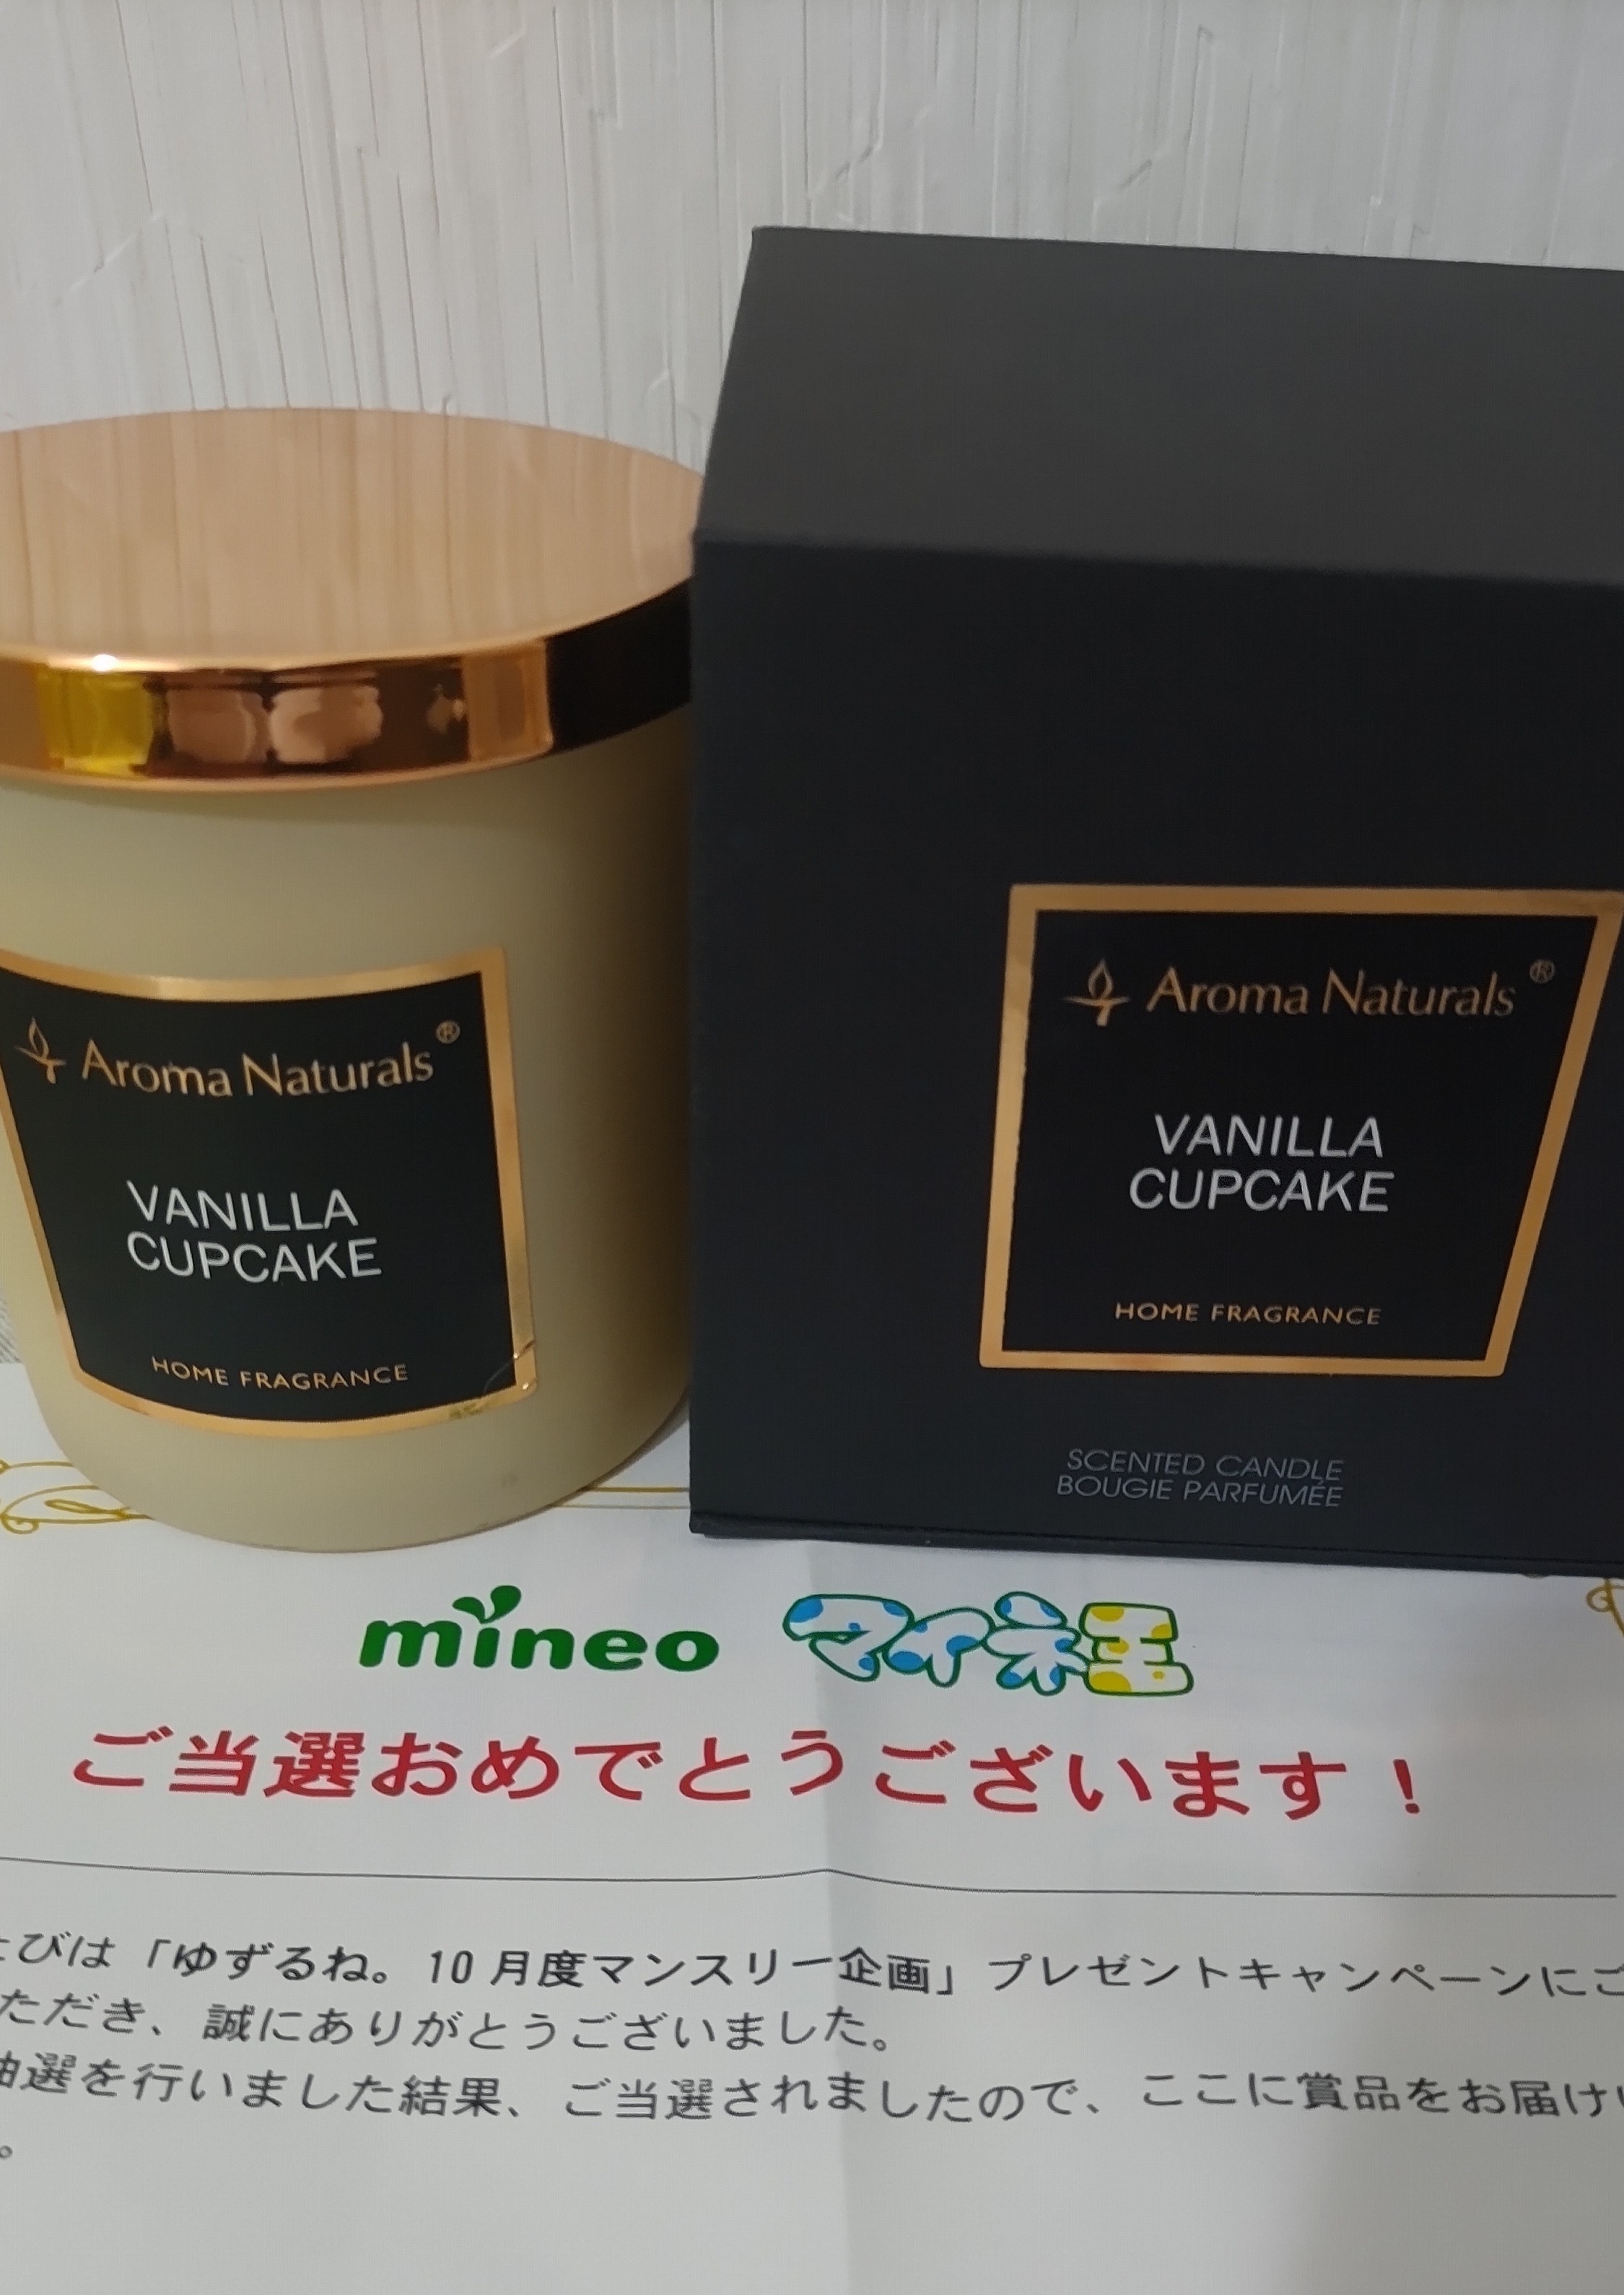 Aroma Naturals®
VANILLA
CUPCAKE
HOME FRAGRANCE
Aroma Naturals®
VANILLA
CUPCAKE
HOME FRAGRANCE
SCENTED CANDLE
BOUGIE PARFUMÉE
mineo マイネ王
ご当選おめでとうございます！
びは「ゆずるね。10月度マンスリー企画」プレゼントキャンペーンにご
ただき、誠にありがとうございました。
抽選を行いました結果、ご当選されましたので、ここに賞品をお届けい
。